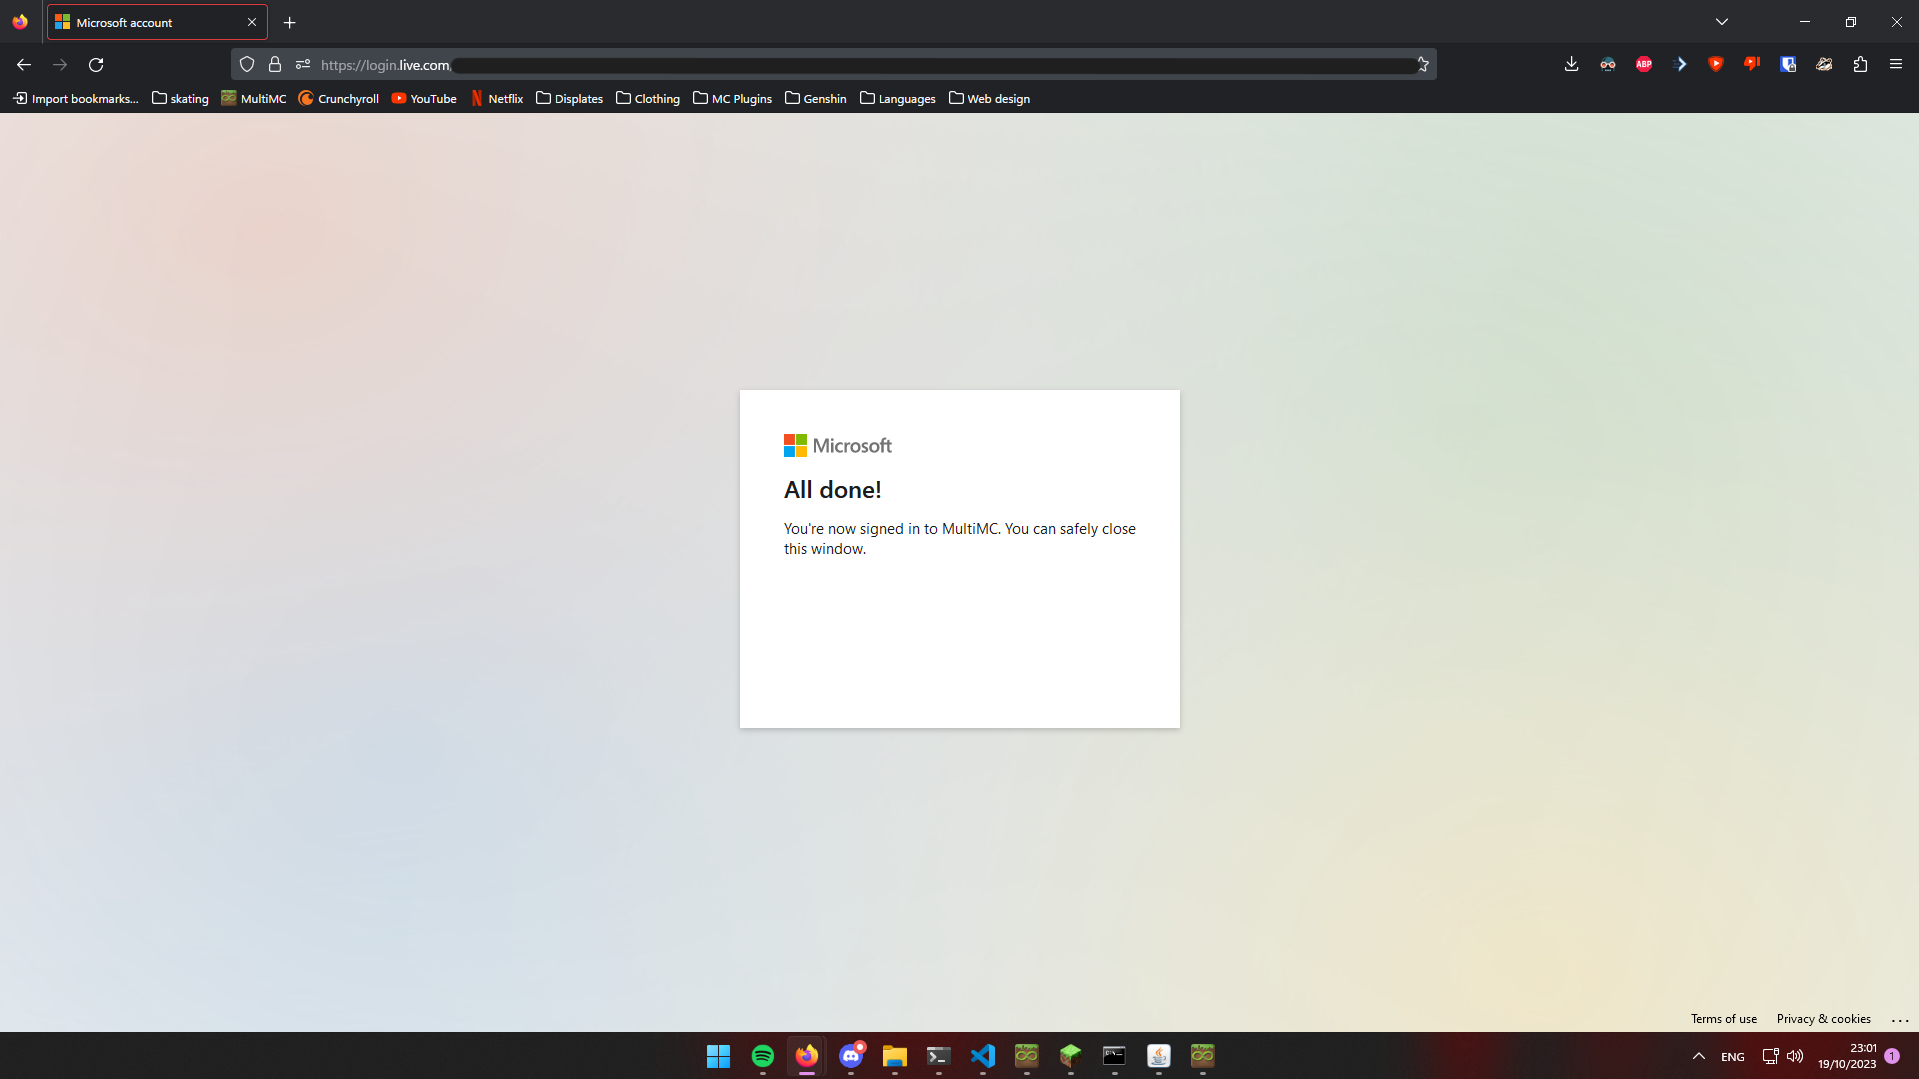 Microsoft account
https://login.live.com
Import bookmarks... skating MultiMC Crunchyroll YouTube Netflix Displates Clothing MC Plugins Genshin Languages Web design
ABP
Microsoft
All done!
You're now signed in to MultiMC. You can safely close
this window.
Terms of use Privacy & cookies ...
ENG
23:01
19/10/2023
1